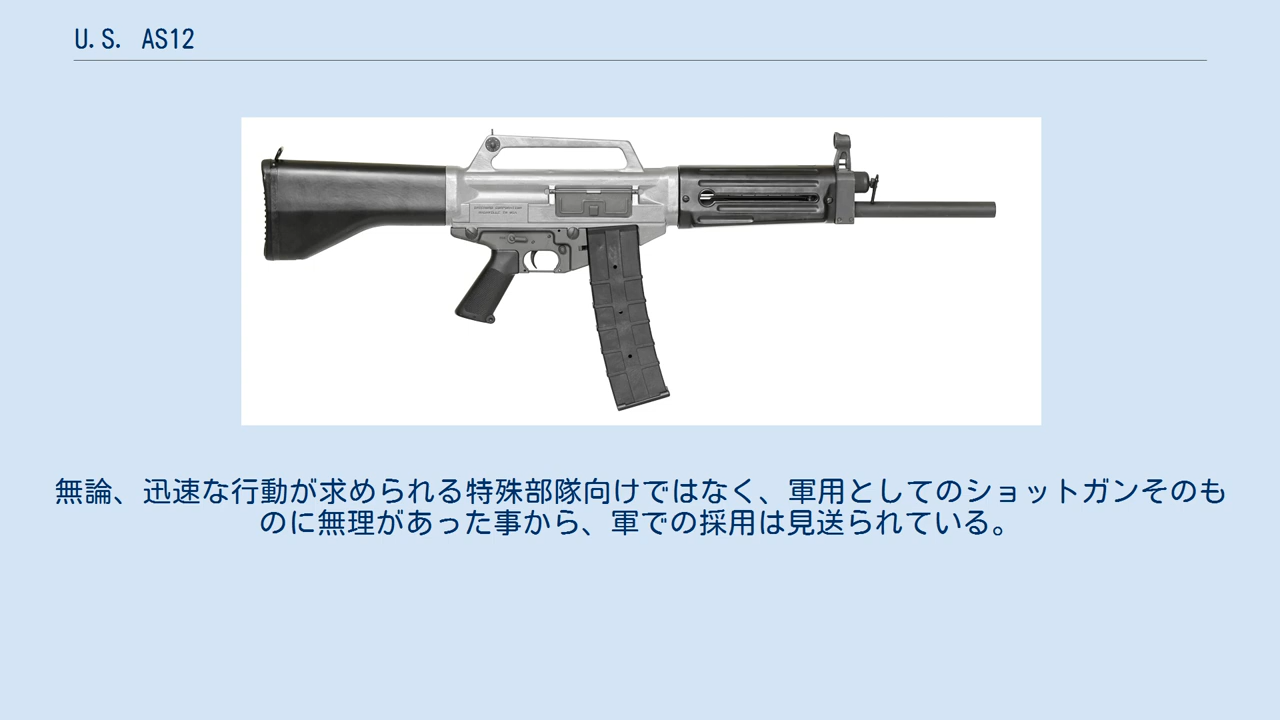 U.S. AS12
無論、迅速な行動が求められる特殊部隊向けではなく、軍用としてのショットガンそのも
のに無理があった事から、軍での採用は見送られている。